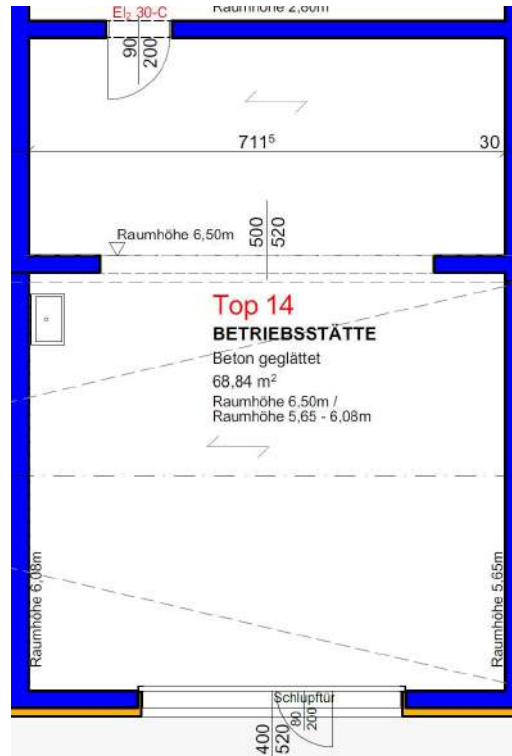 Raumhöhe 2,80m
EI₂ 30-C
90
200
711⁵
30
Raumhöhe 6,50m
500
520
Top 14
BETRIEBSSTÄTTE
Beton geglättet
68,84 m²
Raumhöhe 6,50m /
Raumhöhe 5,65 - 6,08m
Raumhöhe 6,08m
Raumhöhe 5,65m
Schlupftür
80
200
400
520